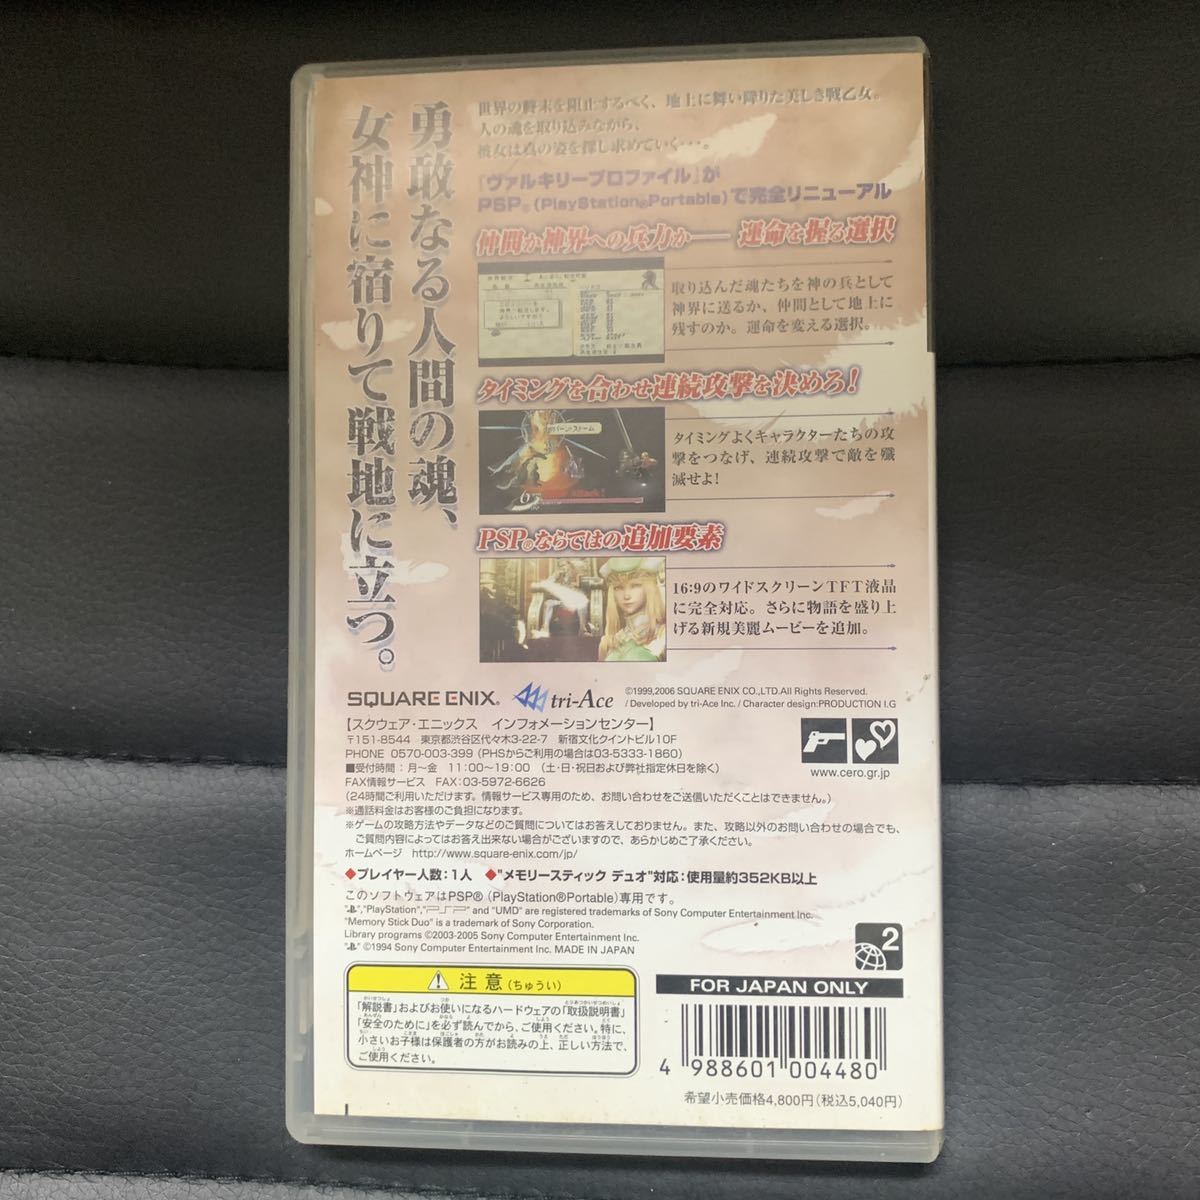 勇敢なる人間の魂、
女神に宿りて戦地に立つ。
世界の終末を阻止するべく、地上に舞い降りた美しき戦乙女。
人の魂を取り込みながら、
彼女は真の姿を探し求めていく・・・。
『ヴァルキリープロファイル』が
PSP®(PlayStation®Portable)で完全リニューアル
仲間か神界への兵力か── 運命を握る選択
取り込んだ魂たちを神の兵として
神界に送るか、仲間として地上に
残すのか。運命を変える選択。
タイミングを合わせ連続攻撃を決めろ!
タイミングよくキャラクターたちの攻
撃をつなげ、連続攻撃で敵を殲
滅せよ!
PSP®ならではの追加要素
16:9のワイドスクリーンTFT液晶
に完全対応。さらに物語を盛り上
げる新規美麗ムービーを追加。
SQUARE ENIX®
tri-Ace
©1999,2006 SQUARE ENIX CO.,LTD.All Rights Reserved.
/ Developed by tri-Ace Inc. / Character design:PRODUCTION I.G
【スクウェア・エニックス インフォメーションセンター】
〒151-8544 東京都渋谷区代々木3-22-7 新宿文化クイントビル10F
PHONE 0570-003-399 (PHSからご利用の場合は03-5333-1860)
■受付時間:月〜金 11:00〜19:00 (土・日・祝日および弊社指定休日を除く)
FAX情報サービス FAX:03-5972-6626
(24時間ご利用いただけます。情報サービス専用のため、お問い合わせをご送信いただくことはできません。)
※通話料金はお客様のご負担になります。
※ゲームの攻略方法やデータなどのご質問についてはお答えしておりません。また、攻略以外のお問い合わせの場合でも、
ご質問内容によってはお答え出来ない場合がございますので、あらかじめご了承ください。
ホームページ http://www.square-enix.com/jp/
www.cero.gr.jp
◆プレイヤー人数:1人 ◆"メモリースティック デュオ"対応:使用量約352KB以上
このソフトウェアはPSP®(PlayStation®Portable)専用です。
"PlayStation","PSP" and "UMD" are registered trademarks of Sony Computer Entertainment Inc.
"Memory Stick Duo" is a trademark of Sony Corporation.
Library programs ©2003-2005 Sony Computer Entertainment Inc.
©1994 Sony Computer Entertainment Inc. MADE IN JAPAN
2
注意(ちゅうい)
「解説書」およびお使いになるハードウェアの「取扱説明書」
「安全のために」を必ず読んでから、ご使用ください。特に、
小さいお子様は保護者の方がお読みの上、正しい方法で、
ご使用ください。
FOR JAPAN ONLY
4 988601 004480
希望小売価格4,800円(税込5,040円)